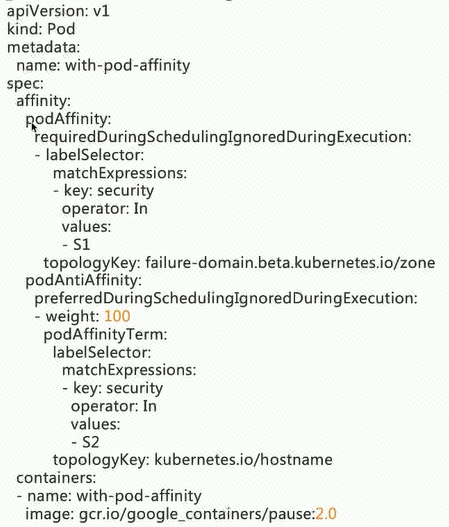 apiVersion: v1
kind: Pod
metadata:
  name: with-pod-affinity
spec:
  affinity:
    podAffinity:
      requiredDuringSchedulingIgnoredDuringExecution:
      - labelSelector:
          matchExpressions:
          - key: security
            operator: In
            values:
            - S1
        topologyKey: failure-domain.beta.kubernetes.io/zone
    podAntiAffinity:
      preferredDuringSchedulingIgnoredDuringExecution:
      - weight: 100
        podAffinityTerm:
          labelSelector:
            matchExpressions:
            - key: security
              operator: In
              values:
              - S2
          topologyKey: kubernetes.io/hostname
  containers:
  - name: with-pod-affinity
    image: gcr.io/google_containers/pause:2.0